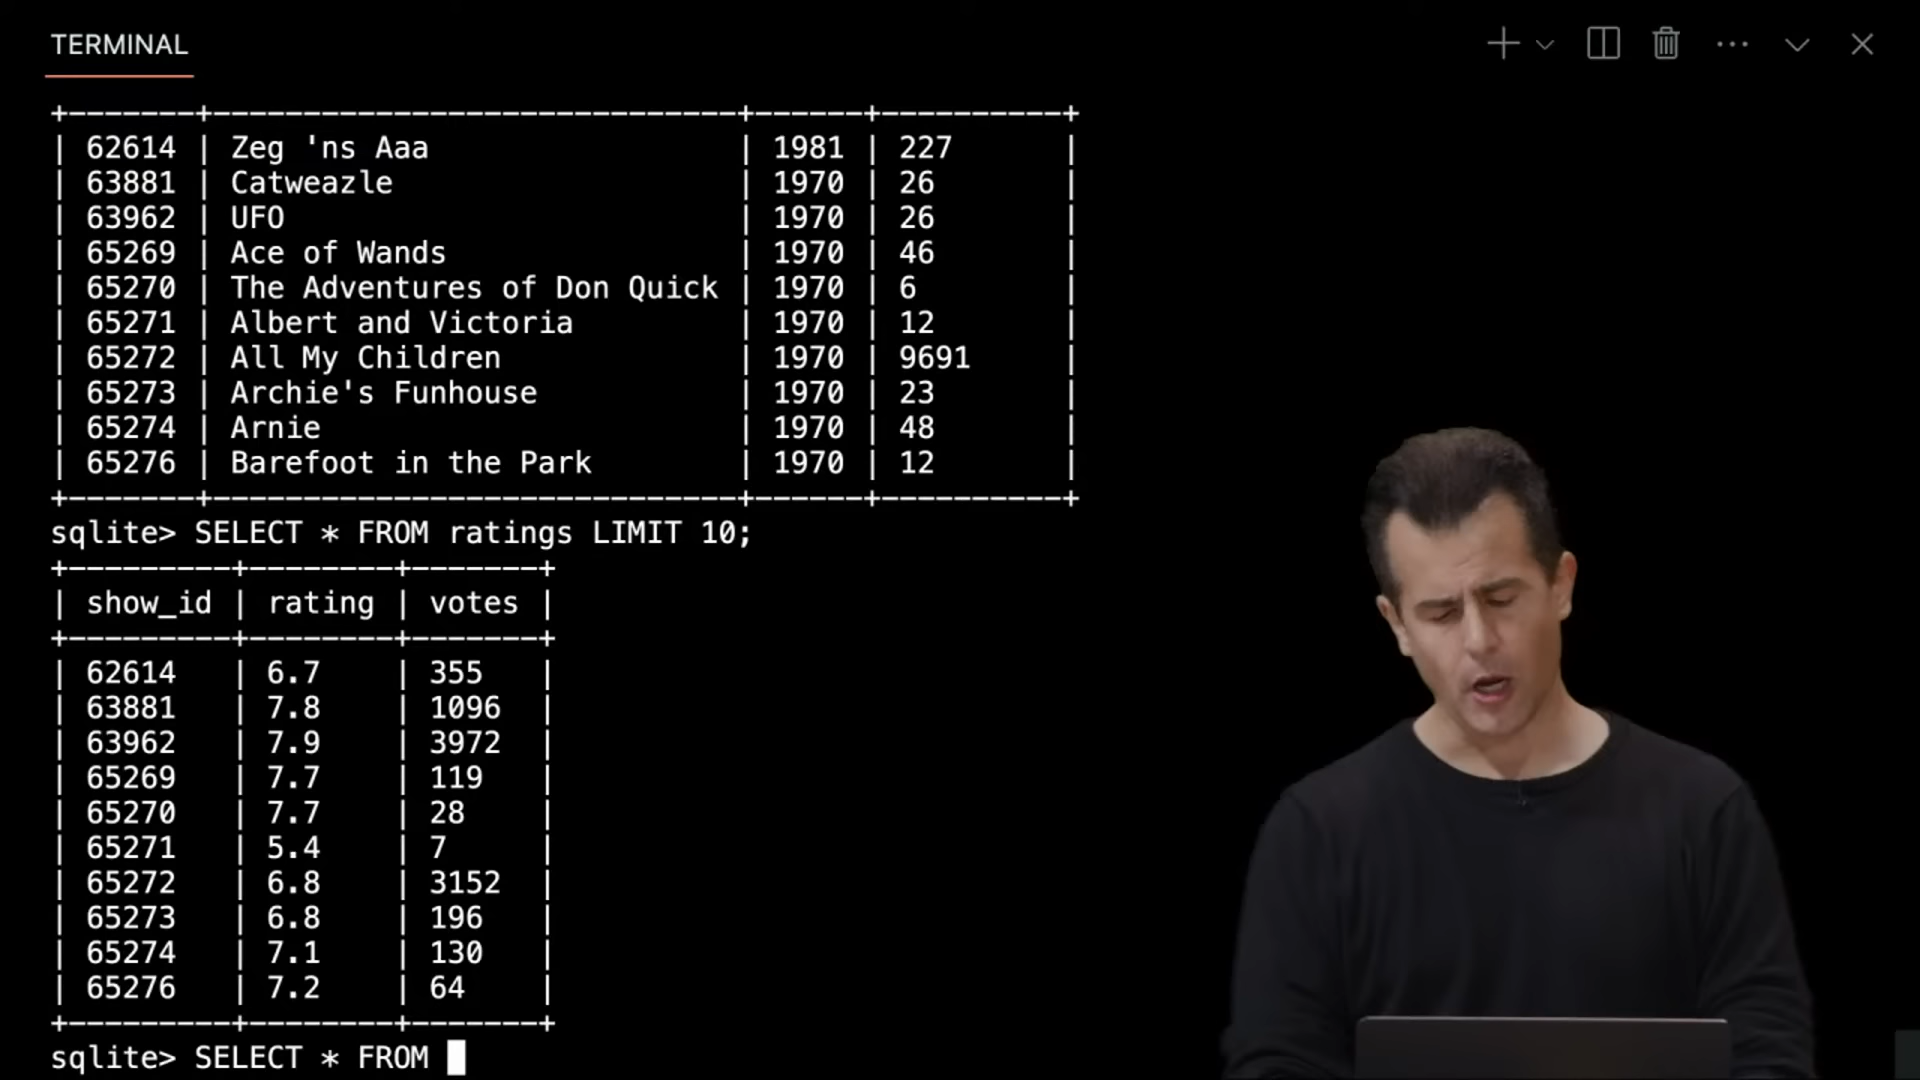 TERMINAL
+-------+-----------------------------+------+----------+
| 62614 | Zeg 'ns Aaa                 | 1981 | 227      |
| 63881 | Catweazle                   | 1970 | 26       |
| 63962 | UFO                         | 1970 | 26       |
| 65269 | Ace of Wands                | 1970 | 46       |
| 65270 | The Adventures of Don Quick | 1970 | 6        |
| 65271 | Albert and Victoria         | 1970 | 12       |
| 65272 | All My Children             | 1970 | 9691     |
| 65273 | Archie's Funhouse           | 1970 | 23       |
| 65274 | Arnie                       | 1970 | 48       |
| 65276 | Barefoot in the Park        | 1970 | 12       |
+-------+-----------------------------+------+----------+
sqlite> SELECT * FROM ratings LIMIT 10;
+---------+--------+-------+
| show_id | rating | votes |
+---------+--------+-------+
| 62614   | 6.7    | 355   |
| 63881   | 7.8    | 1096  |
| 63962   | 7.9    | 3972  |
| 65269   | 7.7    | 119   |
| 65270   | 7.7    | 28    |
| 65271   | 5.4    | 7     |
| 65272   | 6.8    | 3152  |
| 65273   | 6.8    | 196   |
| 65274   | 7.1    | 130   |
| 65276   | 7.2    | 64    |
+---------+--------+-------+
sqlite> SELECT * FROM